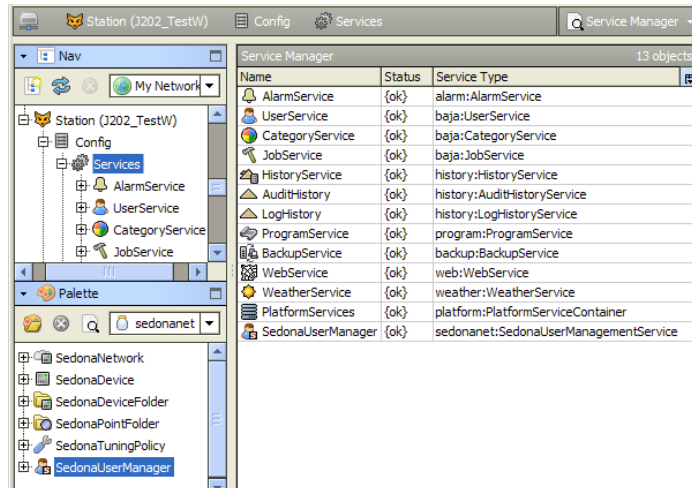 Station (J202_TestW) Config Services Service Manager
Nav
My Network
Station (J202_TestW)
Config
Services
AlarmService
UserService
CategoryService
JobService
Palette
sedonanet
SedonaNetwork
SedonaDevice
SedonaDeviceFolder
SedonaPointFolder
SedonaTuningPolicy
SedonaUserManager
Service Manager 13 objects
Name Status Service Type
AlarmService {ok} alarm:AlarmService
UserService {ok} baja:UserService
CategoryService {ok} baja:CategoryService
JobService {ok} baja:JobService
HistoryService {ok} history:HistoryService
AuditHistory {ok} history:AuditHistoryService
LogHistory {ok} history:LogHistoryService
ProgramService {ok} program:ProgramService
BackupService {ok} backup:BackupService
WebService {ok} web:WebService
WeatherService {ok} weather:WeatherService
PlatformServices {ok} platform:PlatformServiceContainer
SedonaUserManager {ok} sedonanet:SedonaUserManagementService